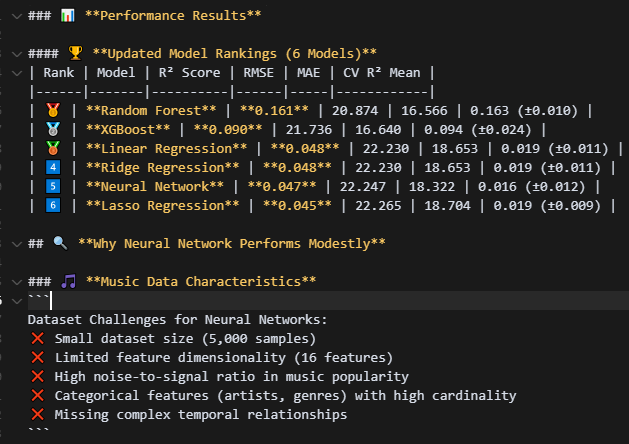 ### 📊 **Performance Results**
#### 🏆 **Updated Model Rankings (6 Models)**
| Rank | Model | R² Score | RMSE | MAE | CV R² Mean |
|------|-------|----------|------|-----|------------|
| 🥇 | **Random Forest** | **0.161** | 20.874 | 16.566 | 0.163 (±0.010) |
| 🥈 | **XGBoost** | **0.090** | 21.736 | 16.640 | 0.094 (±0.024) |
| 🥉 | **Linear Regression** | **0.048** | 22.230 | 18.653 | 0.019 (±0.011) |
| 4️⃣ | **Ridge Regression** | **0.048** | 22.230 | 18.653 | 0.019 (±0.011) |
| 5️⃣ | **Neural Network** | **0.047** | 22.247 | 18.322 | 0.016 (±0.012) |
| 6️⃣ | **Lasso Regression** | **0.045** | 22.265 | 18.704 | 0.019 (±0.009) |
## 🔍 **Why Neural Network Performs Modestly**
### 🎵 **Music Data Characteristics**
```
Dataset Challenges for Neural Networks:
❌ Small dataset size (5,000 samples)
❌ Limited feature dimensionality (16 features)
❌ High noise-to-signal ratio in music popularity
❌ Categorical features (artists, genres) with high cardinality
❌ Missing complex temporal relationships
```